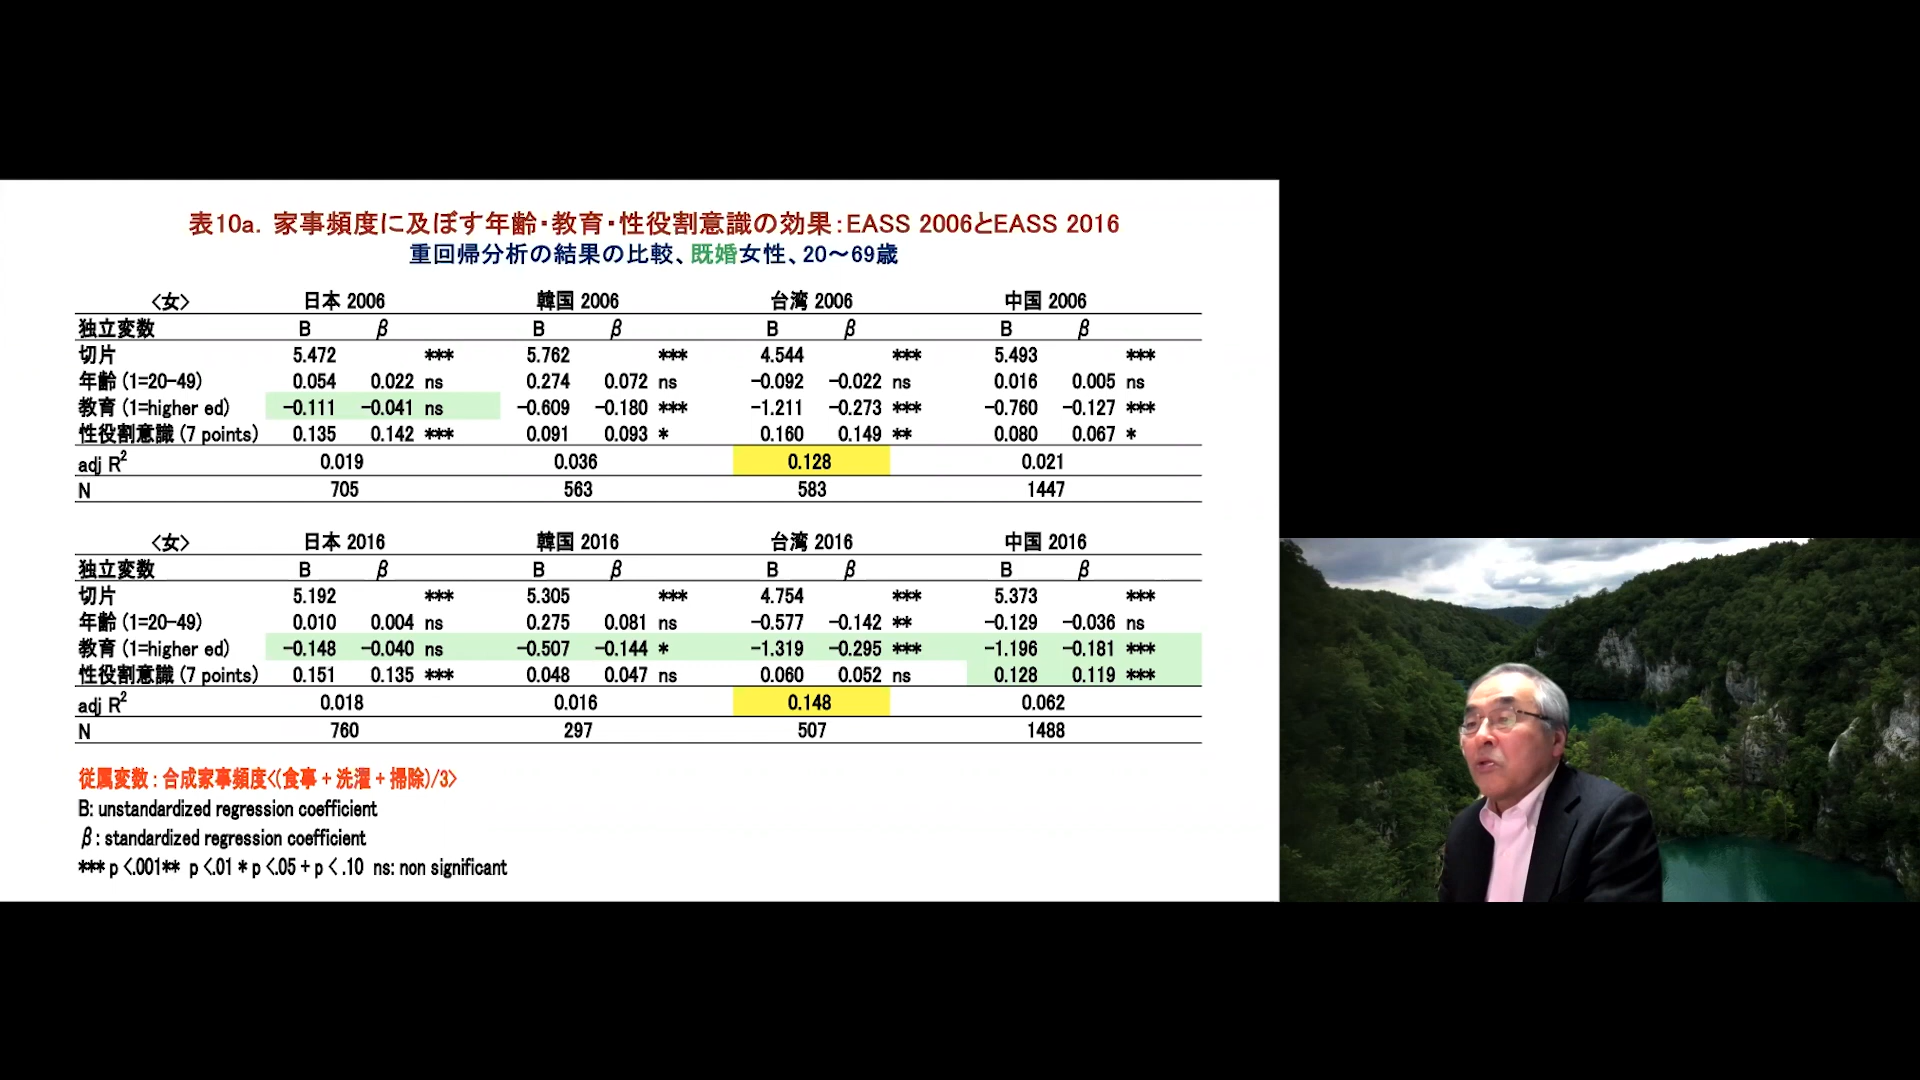 表10a. 家事頻度に及ぼす年齢・教育・性役割意識の効果：EASS 2006とEASS 2016
重回帰分析の結果の比較、既婚女性、20～69歳
<女> 日本 2006 韓国 2006 台湾 2006 中国 2006
独立変数 B β B β B β B β
切片 5.472 *** 5.762 *** 4.544 *** 5.493 ***
年齢 (1=20-49) 0.054 0.022 ns 0.274 0.072 ns -0.092 -0.022 ns 0.016 0.005 ns
教育 (1=higher ed) -0.111 -0.041 ns -0.609 -0.180 *** -1.211 -0.273 *** -0.760 -0.127 ***
性役割意識 (7 points) 0.135 0.142 *** 0.091 0.093 * 0.160 0.149 ** 0.080 0.067 *
adj R² 0.019 0.036 0.128 0.021
N 705 563 583 1447
<女> 日本 2016 韓国 2016 台湾 2016 中国 2016
独立変数 B β B β B β B β
切片 5.192 *** 5.305 *** 4.754 *** 5.373 ***
年齢 (1=20-49) 0.010 0.004 ns 0.275 0.081 ns -0.577 -0.142 ** -0.129 -0.036 ns
教育 (1=higher ed) -0.148 -0.040 ns -0.507 -0.144 * -1.319 -0.295 *** -1.196 -0.181 ***
性役割意識 (7 points) 0.151 0.135 *** 0.048 0.047 ns 0.060 0.052 ns 0.128 0.119 ***
adj R² 0.018 0.016 0.148 0.062
N 760 297 507 1488
従属変数：合成家事頻度<(食事＋洗濯＋掃除)/3>
B: unstandardized regression coefficient
β: standardized regression coefficient
*** p <.001** p <.01 * p <.05 + p < .10 ns: non significant